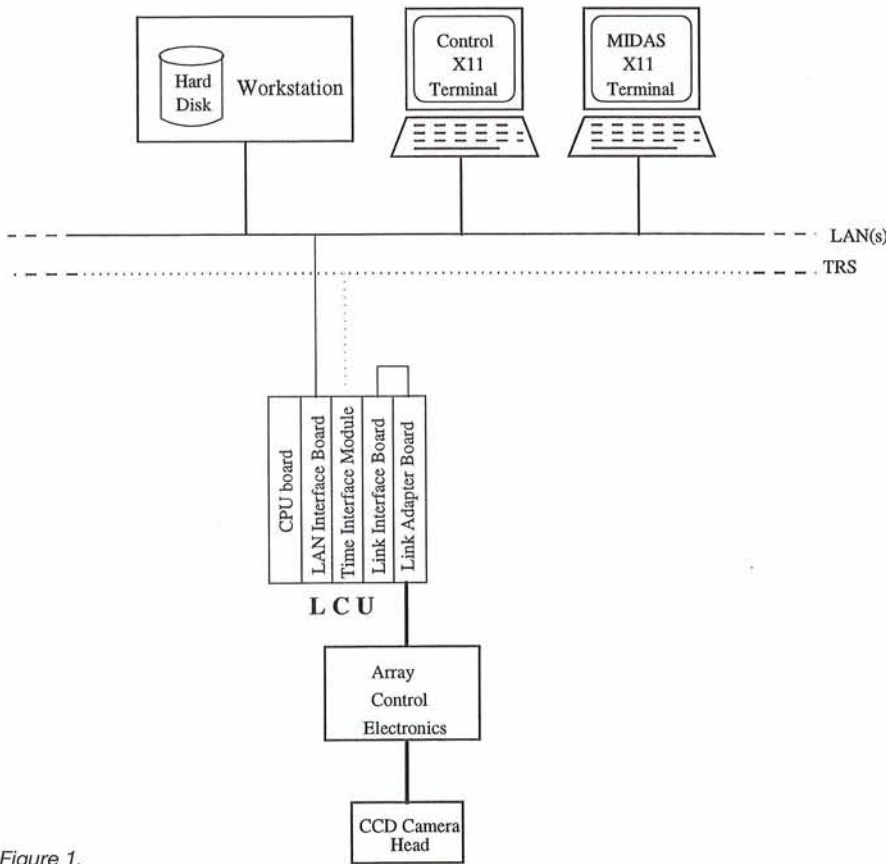 Hard
Disk
Workstation
Control
X11
Terminal
MIDAS
X11
Terminal
LAN(s)
TRS
CPU board
LAN Interface Board
Time Interface Module
Link Interface Board
Link Adapter Board
L C U
Array
Control
Electronics
CCD Camera
Head
Figure 1.